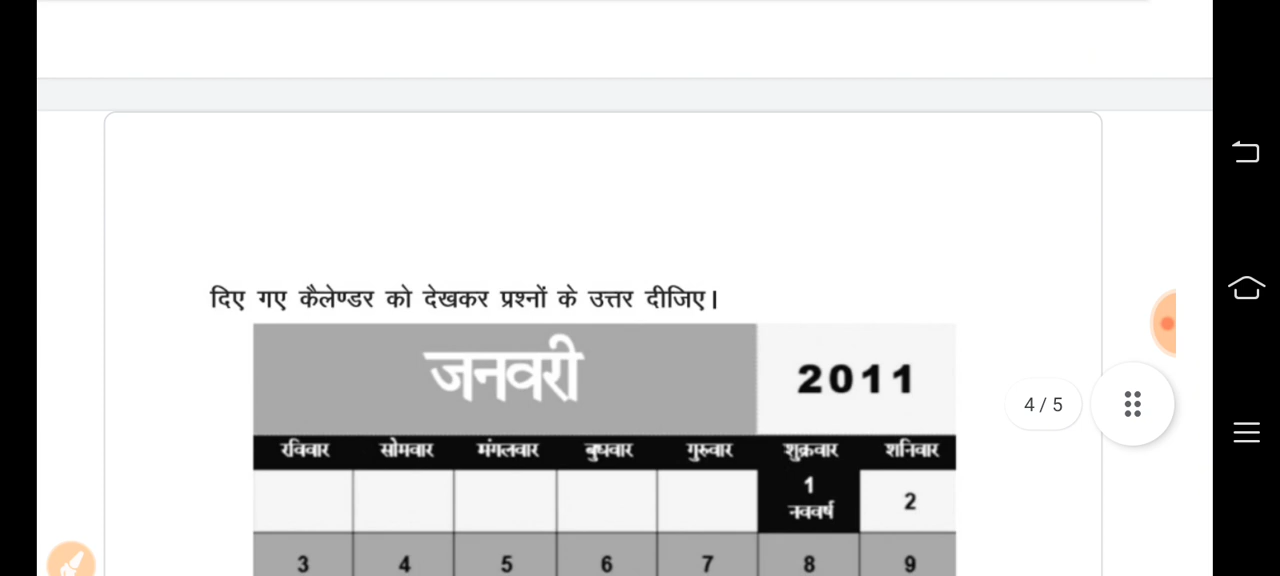 दिए गए कैलेण्डर को देखकर प्रश्नों के उत्तर दीजिए।
जनवरी 2011
रविवार सोमवार मंगलवार बुधवार गुरुवार शुक्रवार शनिवार
1 2
नववर्ष
3 4 5 6 7 8 9
4 / 5